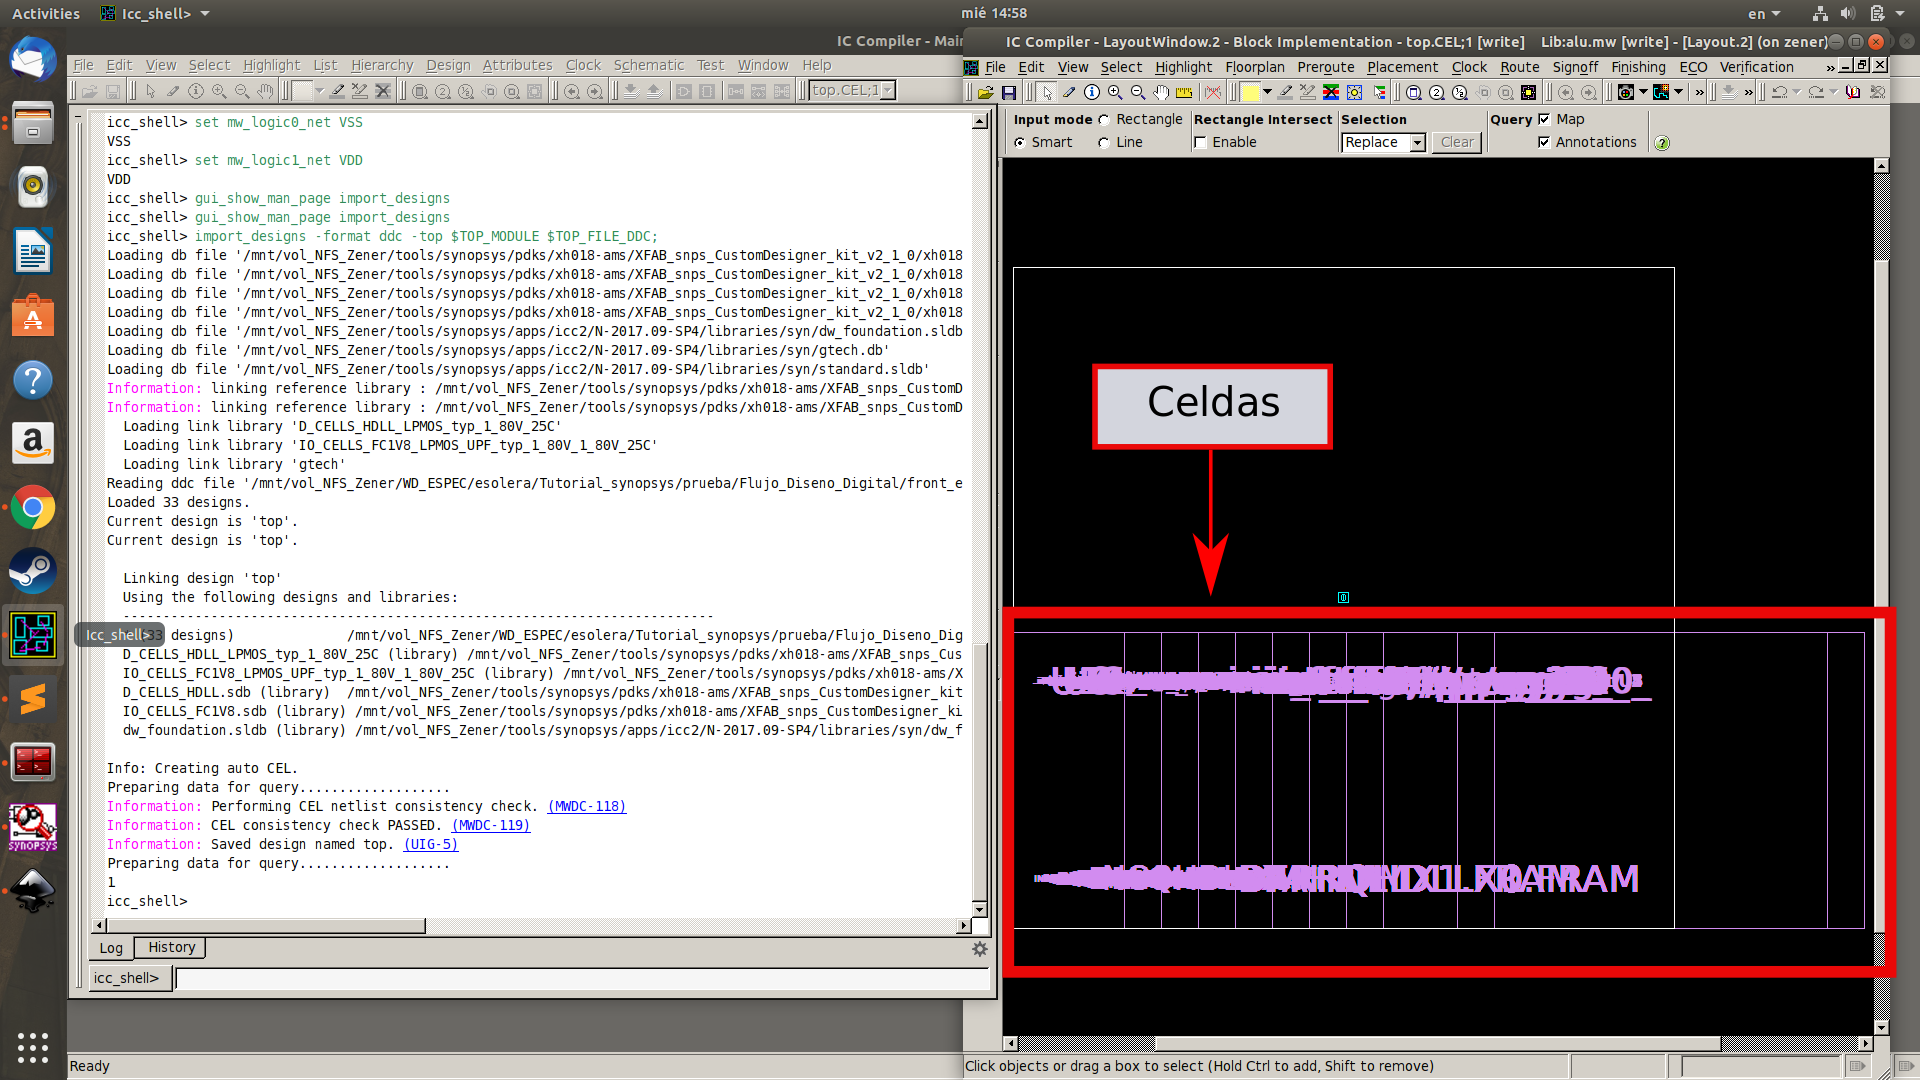 Activities
Icc_shell>
mié 14:58
en
IC Compiler - Main
File Edit View Select Highlight List Hierarchy Design Attributes Clock Schematic Test Window Help
top.CEL;1
icc_shell> set mw_logic0_net VSS
VSS
icc_shell> set mw_logic1_net VDD
VDD
icc_shell> gui_show_man_page import_designs
icc_shell> gui_show_man_page import_designs
icc_shell> import_designs -format ddc -top $TOP_MODULE $TOP_FILE_DDC;
Loading db file '/mnt/vol_NFS_Zener/tools/synopsys/pdks/xh018-ams/XFAB_snps_CustomDesigner_kit_v2_1_0/xh018
Loading db file '/mnt/vol_NFS_Zener/tools/synopsys/pdks/xh018-ams/XFAB_snps_CustomDesigner_kit_v2_1_0/xh018
Loading db file '/mnt/vol_NFS_Zener/tools/synopsys/pdks/xh018-ams/XFAB_snps_CustomDesigner_kit_v2_1_0/xh018
Loading db file '/mnt/vol_NFS_Zener/tools/synopsys/pdks/xh018-ams/XFAB_snps_CustomDesigner_kit_v2_1_0/xh018
Loading db file '/mnt/vol_NFS_Zener/tools/synopsys/apps/icc2/N-2017.09-SP4/libraries/syn/dw_foundation.sldb
Loading db file '/mnt/vol_NFS_Zener/tools/synopsys/apps/icc2/N-2017.09-SP4/libraries/syn/gtech.db'
Loading db file '/mnt/vol_NFS_Zener/tools/synopsys/apps/icc2/N-2017.09-SP4/libraries/syn/standard.sldb'
Information: linking reference library : /mnt/vol_NFS_Zener/tools/synopsys/pdks/xh018-ams/XFAB_snps_CustomD
Information: linking reference library : /mnt/vol_NFS_Zener/tools/synopsys/pdks/xh018-ams/XFAB_snps_CustomD
Loading link library 'D_CELLS_HDLL_LPMOS_typ_1_80V_25C'
Loading link library 'IO_CELLS_FC1V8_LPMOS_UPF_typ_1_80V_1_80V_25C'
Loading link library 'gtech'
Reading ddc file '/mnt/vol_NFS_Zener/WD_ESPEC/esolera/Tutorial_synopsys/prueba/Flujo_Diseno_Digital/front_e
Loaded 33 designs.
Current design is 'top'.
Current design is 'top'.
Linking design 'top'
Using the following designs and libraries:
--------------------------------------------------------------------------
Icc_shell>
33 designs) /mnt/vol_NFS_Zener/WD_ESPEC/esolera/Tutorial_synopsys/prueba/Flujo_Diseno_Dig
D_CELLS_HDLL_LPMOS_typ_1_80V_25C (library) /mnt/vol_NFS_Zener/tools/synopsys/pdks/xh018-ams/XFAB_snps_Cus
IO_CELLS_FC1V8_LPMOS_UPF_typ_1_80V_1_80V_25C (library) /mnt/vol_NFS_Zener/tools/synopsys/pdks/xh018-ams/X
D_CELLS_HDLL.sdb (library) /mnt/vol_NFS_Zener/tools/synopsys/pdks/xh018-ams/XFAB_snps_CustomDesigner_kit
IO_CELLS_FC1V8.sdb (library) /mnt/vol_NFS_Zener/tools/synopsys/pdks/xh018-ams/XFAB_snps_CustomDesigner_ki
dw_foundation.sldb (library) /mnt/vol_NFS_Zener/tools/synopsys/apps/icc2/N-2017.09-SP4/libraries/syn/dw_f
Info: Creating auto CEL.
Preparing data for query...................
Information: Performing CEL netlist consistency check. (MWDC-118)
Information: CEL consistency check PASSED. (MWDC-119)
Information: Saved design named top. (UIG-5)
Preparing data for query...................
1
icc_shell>
Log History
icc_shell>
Ready
synopsys
IC Compiler - LayoutWindow.2 - Block Implementation - top.CEL;1 [write] Lib:alu.mw [write] - [Layout.2] (on zener)
File Edit View Select Highlight Floorplan Preroute Placement Clock Route Signoff Finishing ECO Verification »
Input mode Rectangle Rectangle Intersect Selection Query Map
Smart Line Enable Replace Clear Annotations
Celdas
Click objects or drag a box to select (Hold Ctrl to add, Shift to remove)